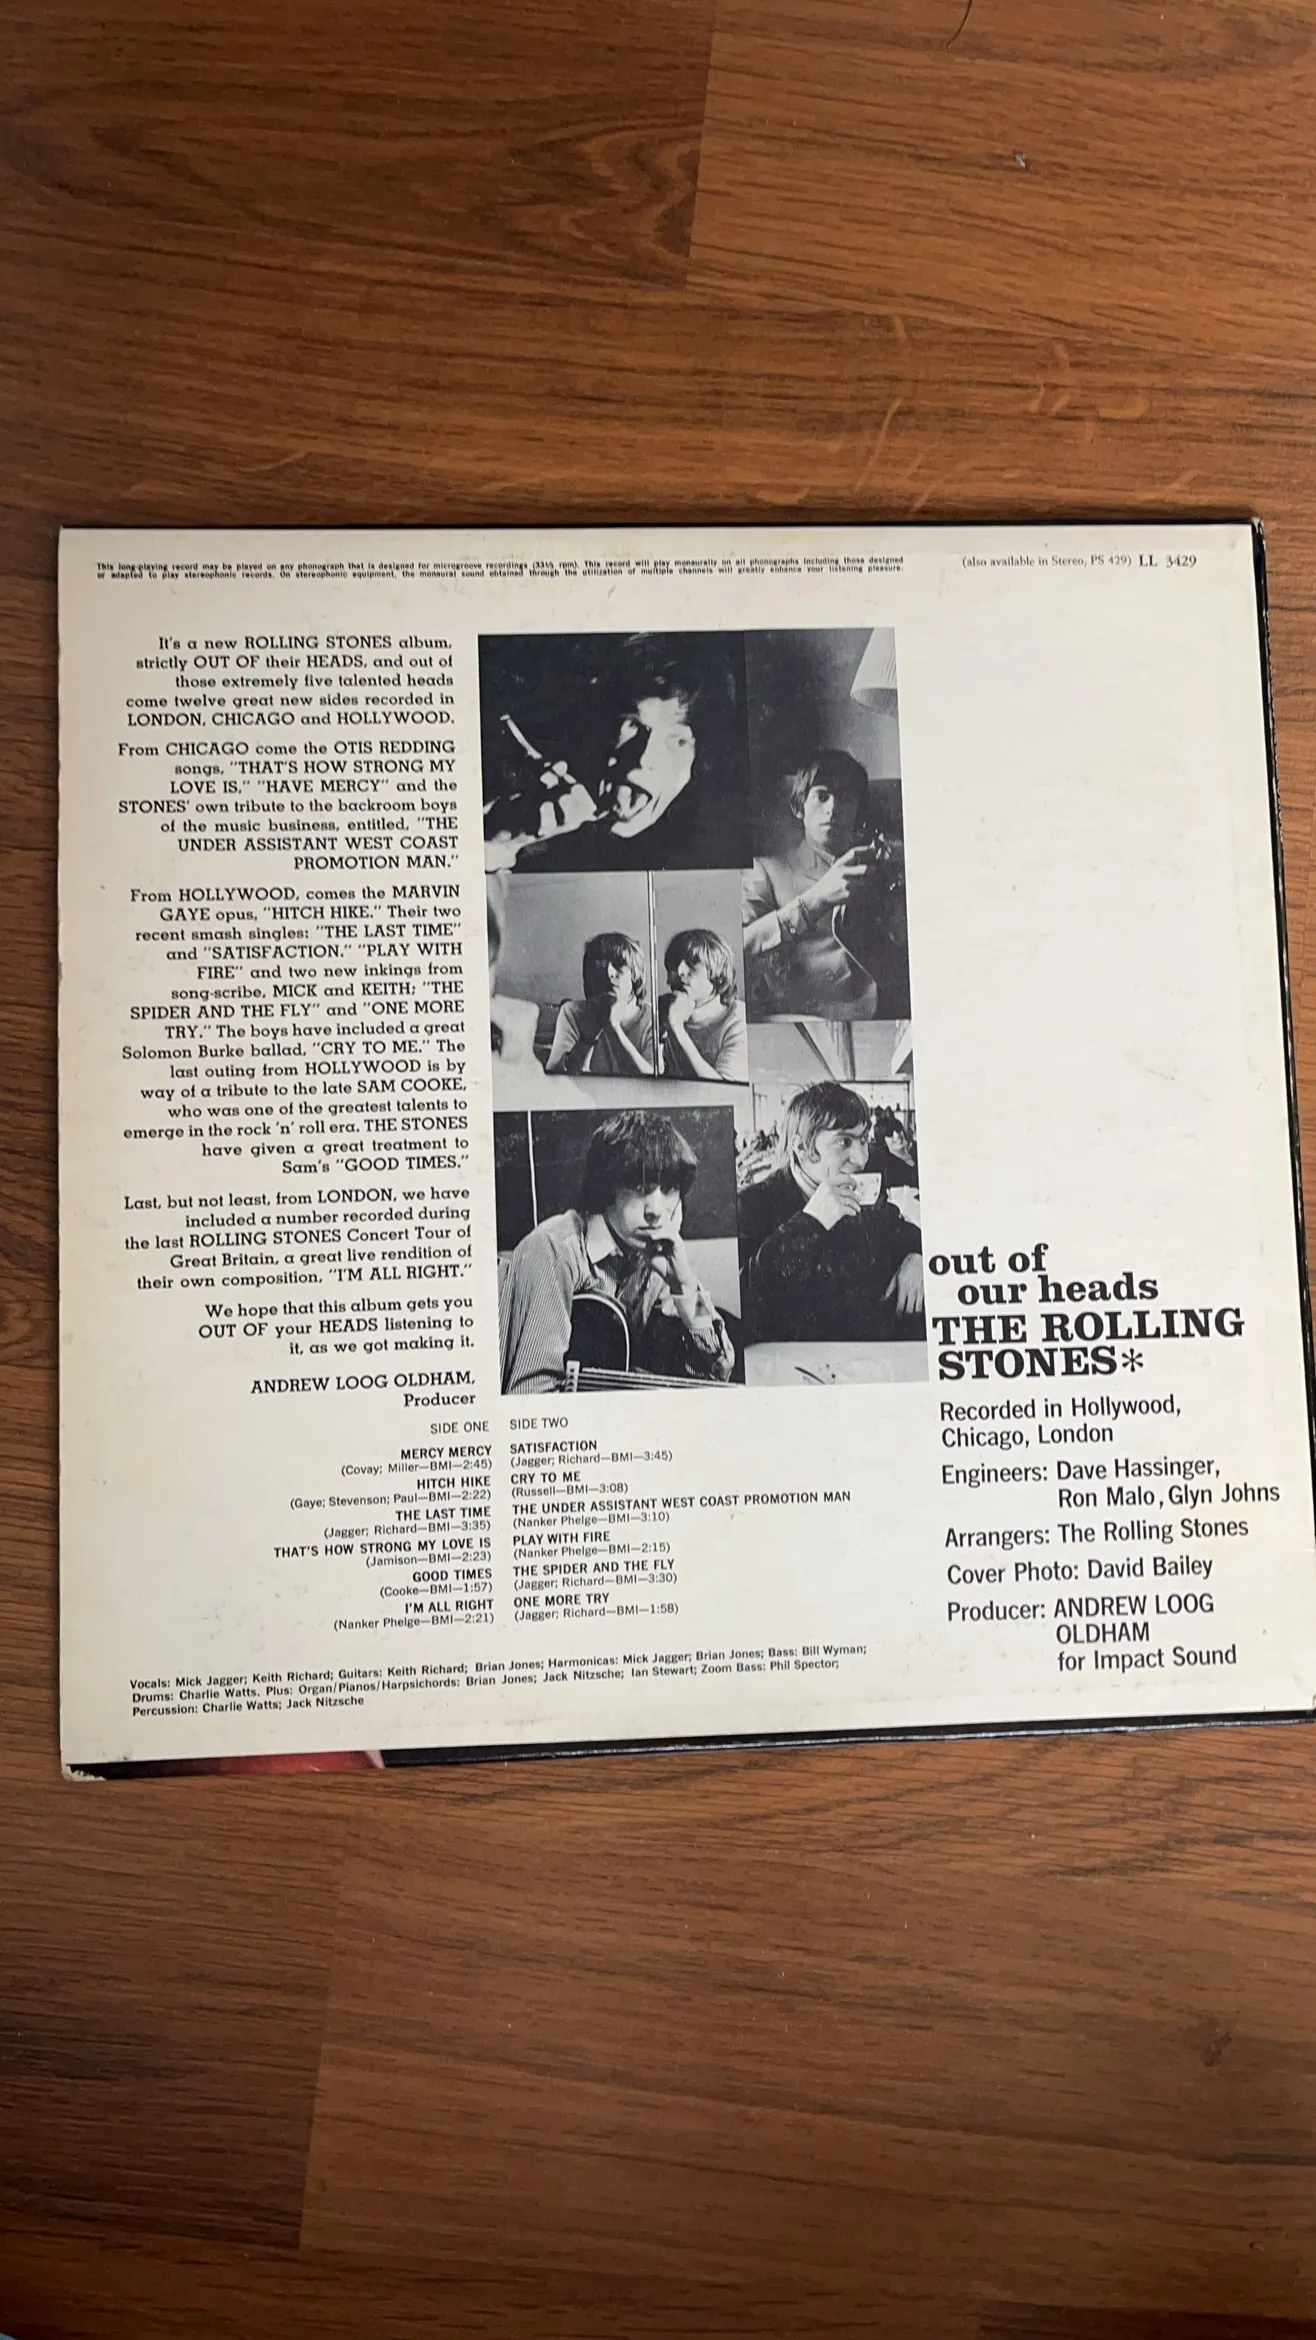 This long-playing record may be played on any phonograph that is designed for microgroove recordings (33⅓ rpm). This record will play monaurally on all phonographs including those designed
or adapted to play stereophonic records. On stereophonic equipment, the monaural sound obtained through the utilization of multiple channels will greatly enhance your listening pleasure.
(also available in Stereo, PS 429) LL 3429
It's a new ROLLING STONES album,
strictly OUT OF their HEADS, and out of
those extremely five talented heads
come twelve great new sides recorded in
LONDON, CHICAGO and HOLLYWOOD.
From CHICAGO come the OTIS REDDING
songs, "THAT'S HOW STRONG MY
LOVE IS," "HAVE MERCY" and the
STONES' own tribute to the backroom boys
of the music business, entitled, "THE
UNDER ASSISTANT WEST COAST
PROMOTION MAN."
From HOLLYWOOD, comes the MARVIN
GAYE opus, "HITCH HIKE." Their two
recent smash singles: "THE LAST TIME"
and "SATISFACTION." "PLAY WITH
FIRE" and two new inkings from
song-scribe, MICK and KEITH; "THE
SPIDER AND THE FLY" and "ONE MORE
TRY." The boys have included a great
Solomon Burke ballad, "CRY TO ME." The
last outing from HOLLYWOOD is by
way of a tribute to the late SAM COOKE,
who was one of the greatest talents to
emerge in the rock 'n' roll era. THE STONES
have given a great treatment to
Sam's "GOOD TIMES."
Last, but not least, from LONDON, we have
included a number recorded during
the last ROLLING STONES Concert Tour of
Great Britain, a great live rendition of
their own composition, "I'M ALL RIGHT."
We hope that this album gets you
OUT OF your HEADS listening to
it, as we got making it.
ANDREW LOOG OLDHAM,
Producer
SIDE ONE
MERCY MERCY
(Covay; Miller—BMI—2:45)
HITCH HIKE
(Gaye; Stevenson; Paul—BMI—2:22)
THE LAST TIME
(Jagger; Richard—BMI—3:35)
THAT'S HOW STRONG MY LOVE IS
(Jamison—BMI—2:23)
GOOD TIMES
(Cooke—BMI—1:57)
I'M ALL RIGHT
(Nanker Phelge—BMI—2:21)
SIDE TWO
SATISFACTION
(Jagger; Richard—BMI—3:45)
CRY TO ME
(Russell—BMI—3:08)
THE UNDER ASSISTANT WEST COAST PROMOTION MAN
(Nanker Phelge—BMI—3:10)
PLAY WITH FIRE
(Nanker Phelge—BMI—2:15)
THE SPIDER AND THE FLY
(Jagger; Richard—BMI—3:30)
ONE MORE TRY
(Jagger; Richard—BMI—1:58)
Vocals: Mick Jagger; Keith Richard; Guitars: Keith Richard; Brian Jones; Harmonicas: Mick Jagger; Brian Jones; Bass: Bill Wyman;
Drums: Charlie Watts. Plus: Organ/Pianos/Harpsichords: Brian Jones; Jack Nitzsche; Ian Stewart; Zoom Bass: Phil Spector;
Percussion: Charlie Watts; Jack Nitzsche
out of
our heads
THE ROLLING
STONES*
Recorded in Hollywood,
Chicago, London
Engineers: Dave Hassinger,
Ron Malo, Glyn Johns
Arrangers: The Rolling Stones
Cover Photo: David Bailey
Producer: ANDREW LOOG
OLDHAM
for Impact Sound